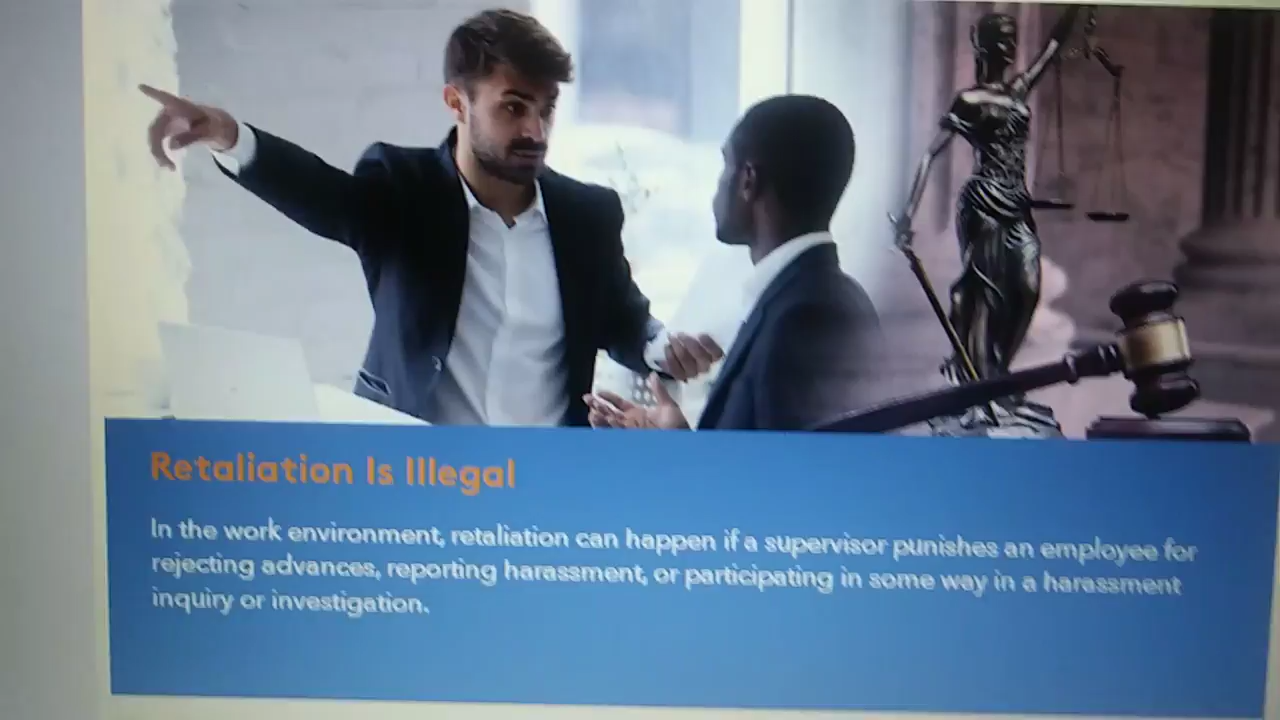 Retaliation Is Illegal
In the work environment, retaliation can happen if a supervisor punishes an employee for
rejecting advances, reporting harassment, or participating in some way in a harassment
inquiry or investigation.